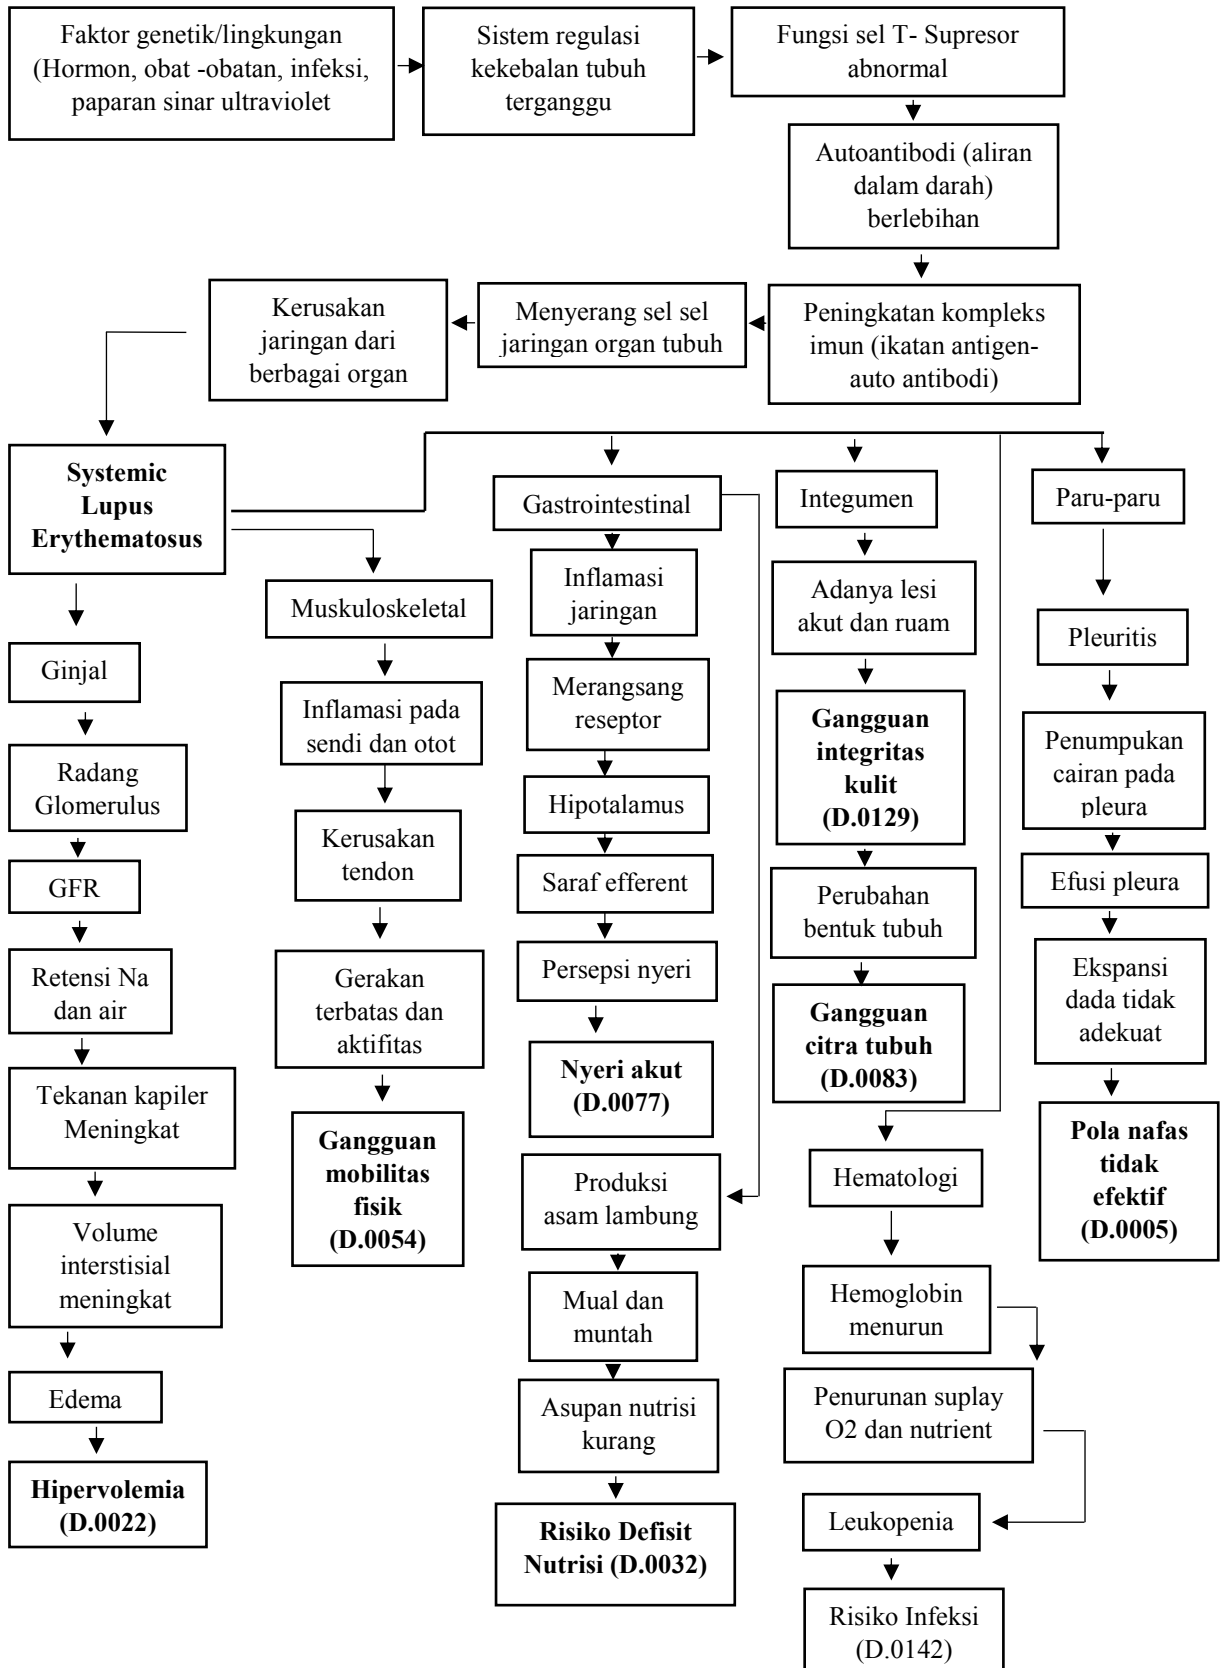 Faktor genetik/lingkungan
(Hormon, obat -obatan, infeksi,
paparan sinar ultraviolet
Sistem regulasi
kekebalan tubuh
terganggu
Fungsi sel T- Supresor
abnormal
Autoantibodi (aliran
dalam darah)
berlebihan
Peningkatan kompleks
imun (ikatan antigen-
auto antibodi)
Menyerang sel sel
jaringan organ tubuh
Kerusakan
jaringan dari
berbagai organ
Systemic
Lupus
Erythematosus
Ginjal
Radang
Glomerulus
GFR
Retensi Na
dan air
Tekanan kapiler
Meningkat
Volume
interstisial
meningkat
Edema
Hipervolemia
(D.0022)
Muskuloskeletal
Inflamasi pada
sendi dan otot
Kerusakan
tendon
Gerakan
terbatas dan
aktifitas
Gangguan
mobilitas
fisik
(D.0054)
Gastrointestinal
Inflamasi
jaringan
Merangsang
reseptor
Hipotalamus
Saraf efferent
Persepsi nyeri
Nyeri akut
(D.0077)
Produksi
asam lambung
Mual dan
muntah
Asupan nutrisi
kurang
Risiko Defisit
Nutrisi (D.0032)
Integumen
Adanya lesi
akut dan ruam
Gangguan
integritas
kulit
(D.0129)
Perubahan
bentuk tubuh
Gangguan
citra tubuh
(D.0083)
Hematologi
Hemoglobin
menurun
Penurunan suplay
O2 dan nutrient
Leukopenia
Risiko Infeksi
(D.0142)
Paru-paru
Pleuritis
Penumpukan
cairan pada
pleura
Efusi pleura
Ekspansi
dada tidak
adekuat
Pola nafas
tidak
efektif
(D.0005)